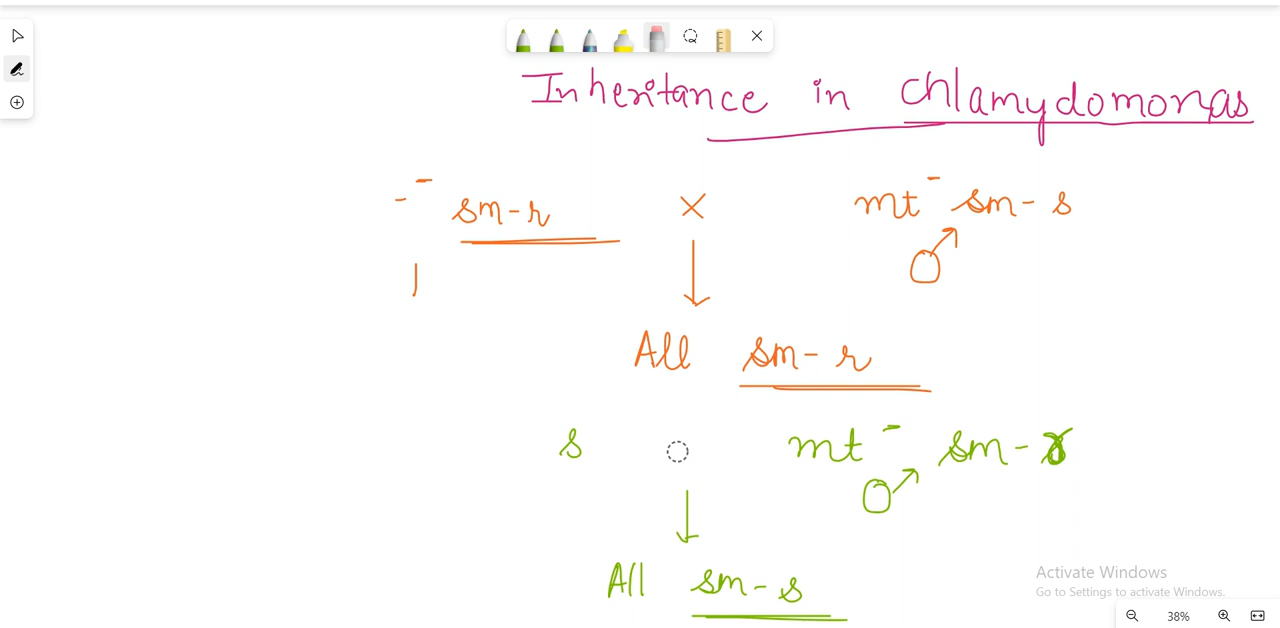 Inheritance in chlamydomonas
sm-r × mt⁻ sm-s
All sm-r
s mt⁻ sm-r
All sm-s
Activate Windows
Go to Settings to activate Windows.
38%